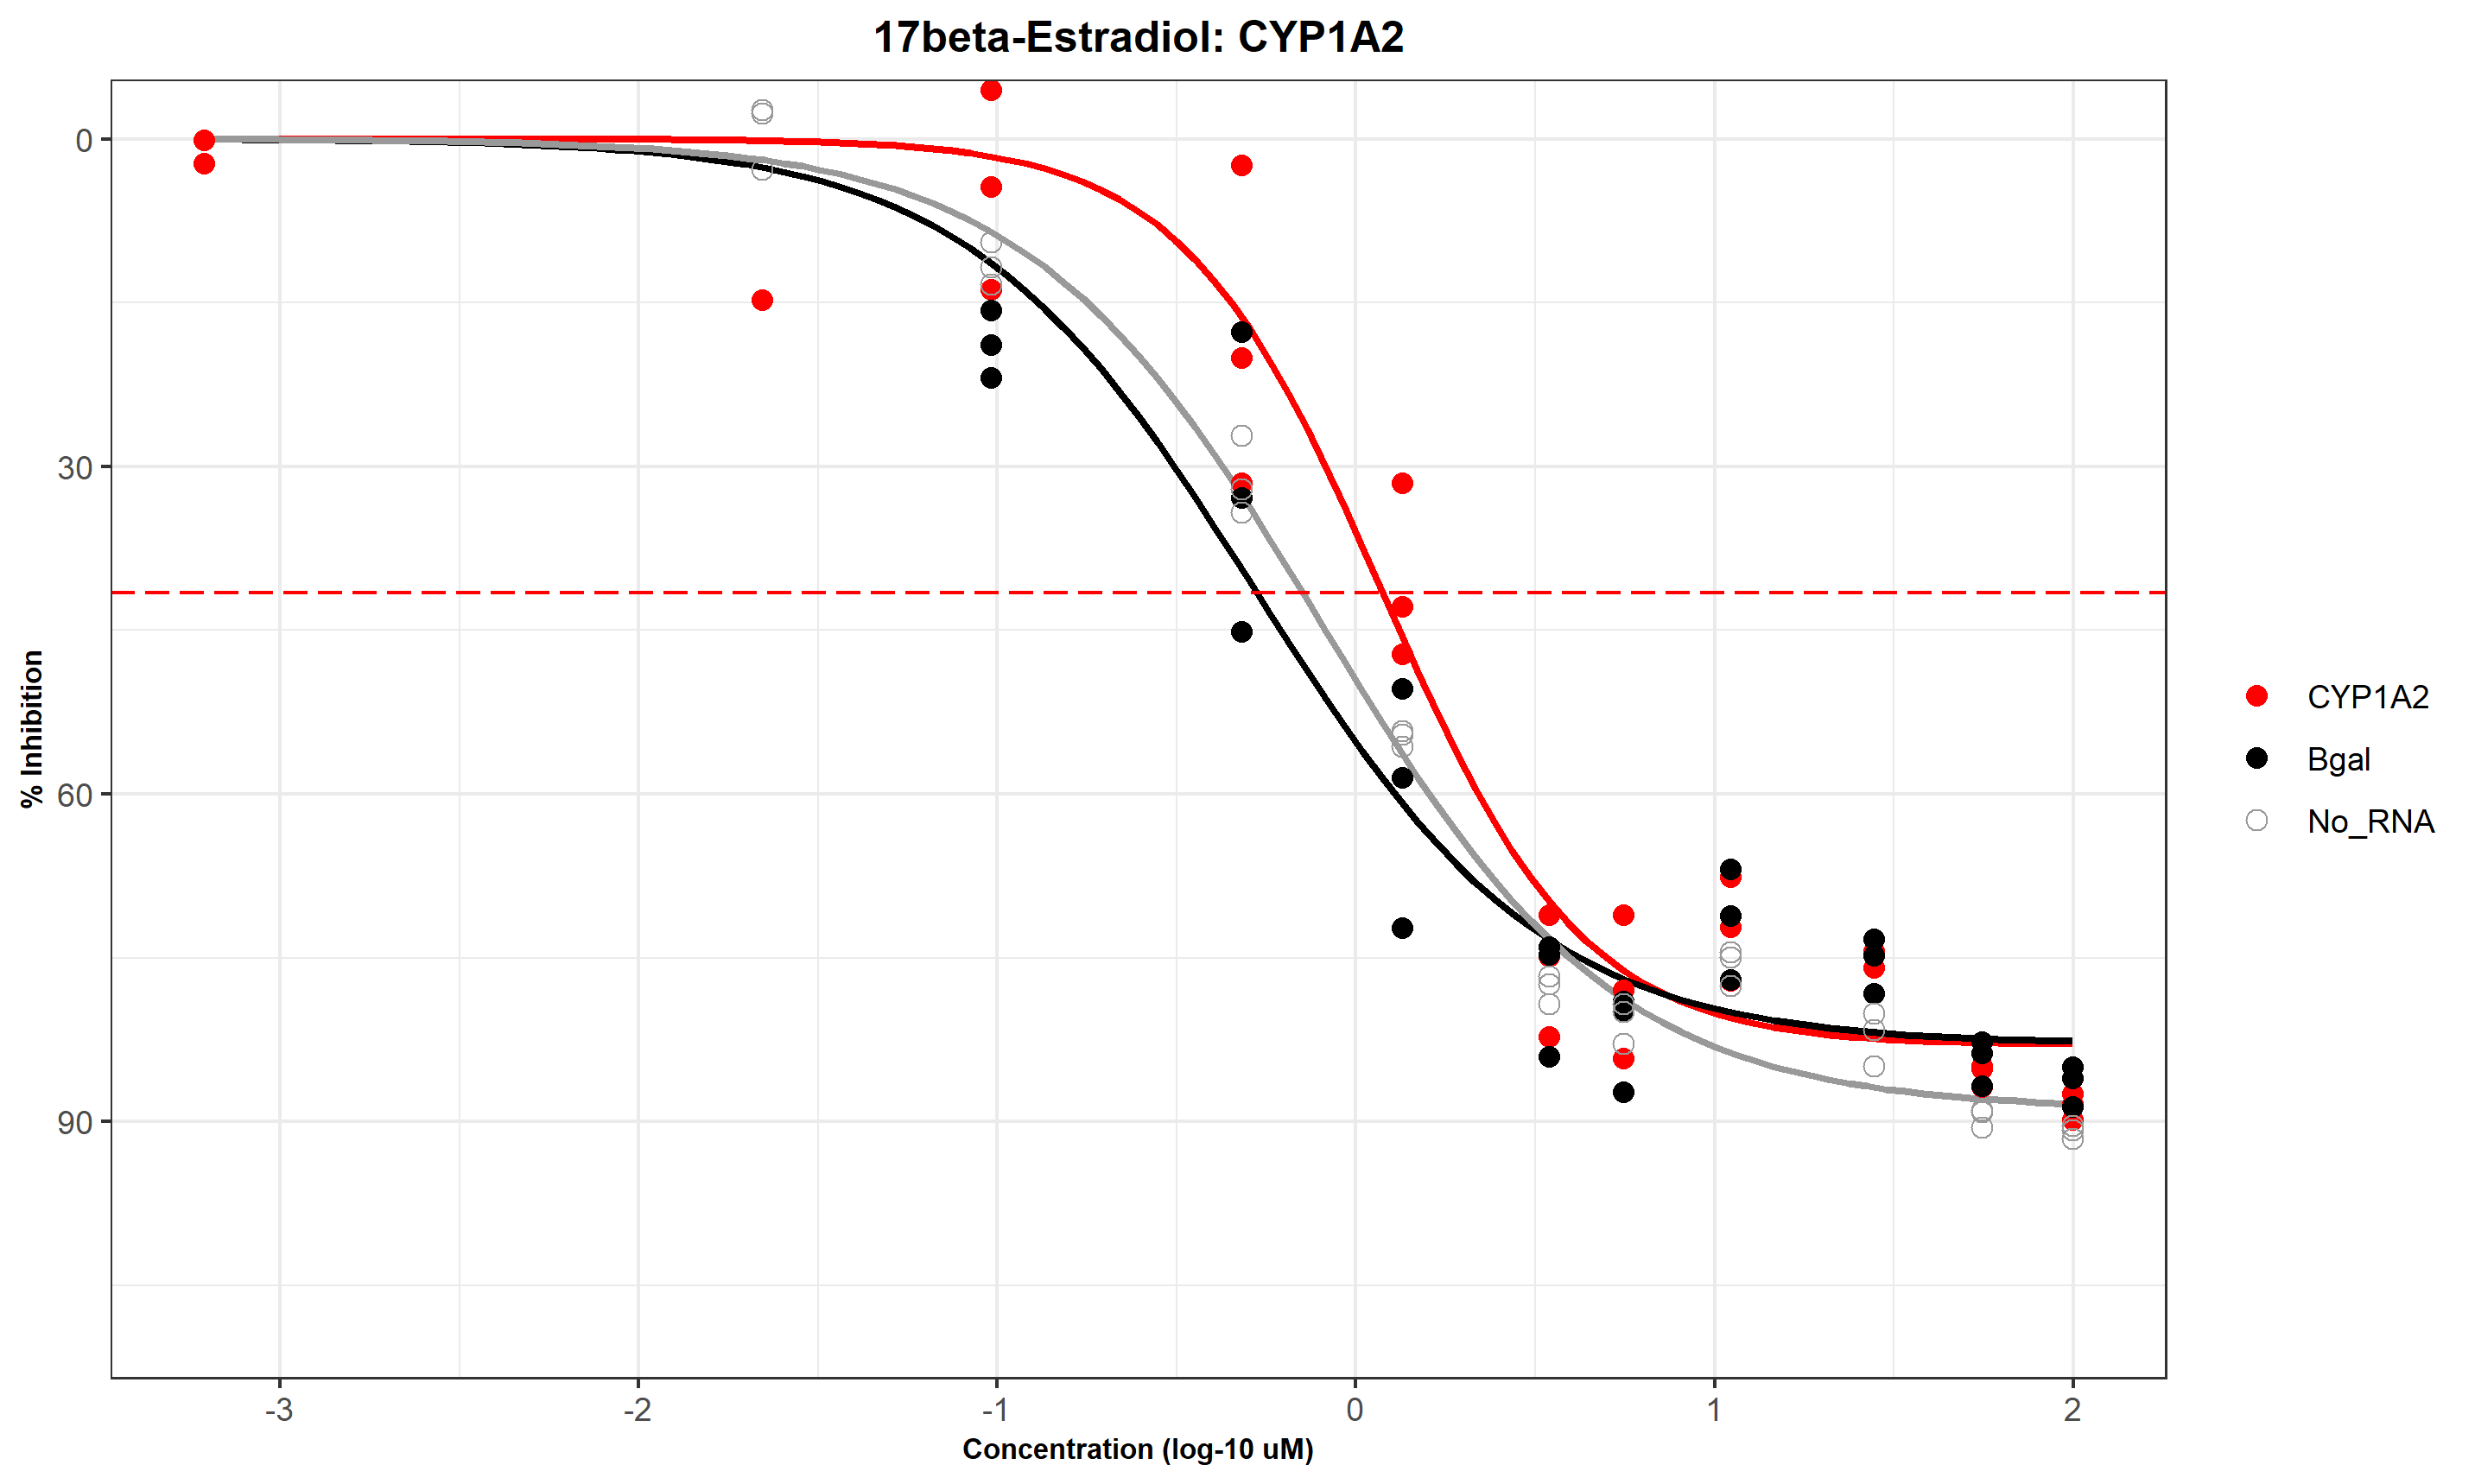 17beta-Estradiol: CYP1A2
0
30
60
90
% Inhibition
-3
-2
-1
0
1
2
Concentration (log-10 uM)
CYP1A2
Bgal
No_RNA